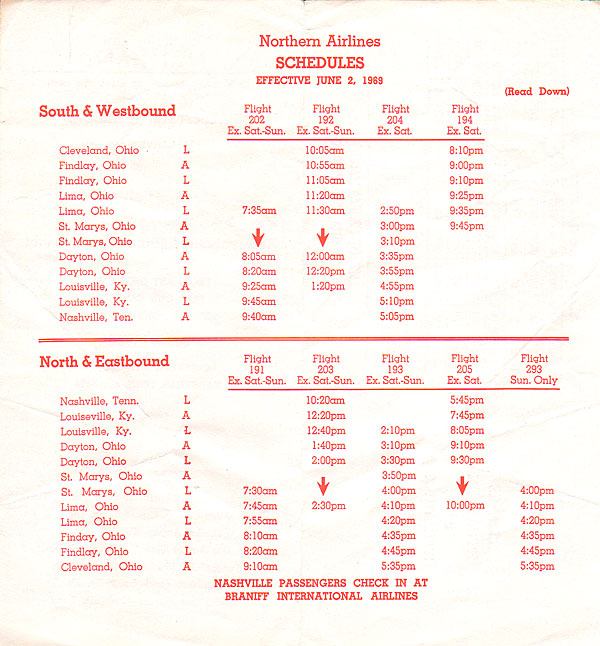 Northern Airlines
SCHEDULES
EFFECTIVE JUNE 2, 1969
(Read Down)
South & Westbound Flight 202 Ex. Sat.-Sun. Flight 192 Ex. Sat.-Sun. Flight 204 Ex. Sat. Flight 194 Ex. Sat.
Cleveland, Ohio L 10:05am 8:10pm
Findlay, Ohio A 10:55am 9:00pm
Findlay, Ohio L 11:05am 9:10pm
Lima, Ohio A 11:20am 9:25pm
Lima, Ohio L 7:35am 11:30am 2:50pm 9:35pm
St. Marys, Ohio A 3:00pm 9:45pm
St. Marys, Ohio L 3:10pm
Dayton, Ohio A 8:05am 12:00am 3:35pm
Dayton, Ohio L 8:20am 12:20pm 3:55pm
Louisville, Ky. A 9:25am 1:20pm 4:55pm
Louisville, Ky. L 9:45am 5:10pm
Nashville, Ten. A 9:40am 5:05pm
North & Eastbound Flight 191 Ex. Sat.-Sun. Flight 203 Ex. Sat.-Sun. Flight 193 Ex. Sat.-Sun. Flight 205 Ex. Sat. Flight 293 Sun. Only
Nashville, Tenn. L 10:20am 5:45pm
Louiseville, Ky. A 12:20pm 7:45pm
Louisville, Ky. L 12:40pm 2:10pm 8:05pm
Dayton, Ohio A 1:40pm 3:10pm 9:10pm
Dayton, Ohio L 2:00pm 3:30pm 9:30pm
St. Marys, Ohio A 3:50pm
St. Marys, Ohio L 7:30am 4:00pm 4:00pm
Lima, Ohio A 7:45am 2:30pm 4:10pm 10:00pm 4:10pm
Lima, Ohio L 7:55am 4:20pm 4:20pm
Finday, Ohio A 8:10am 4:35pm 4:35pm
Findlay, Ohio L 8:20am 4:45pm 4:45pm
Cleveland, Ohio A 9:10am 5:35pm 5:35pm
NASHVILLE PASSENGERS CHECK IN AT
BRANIFF INTERNATIONAL AIRLINES